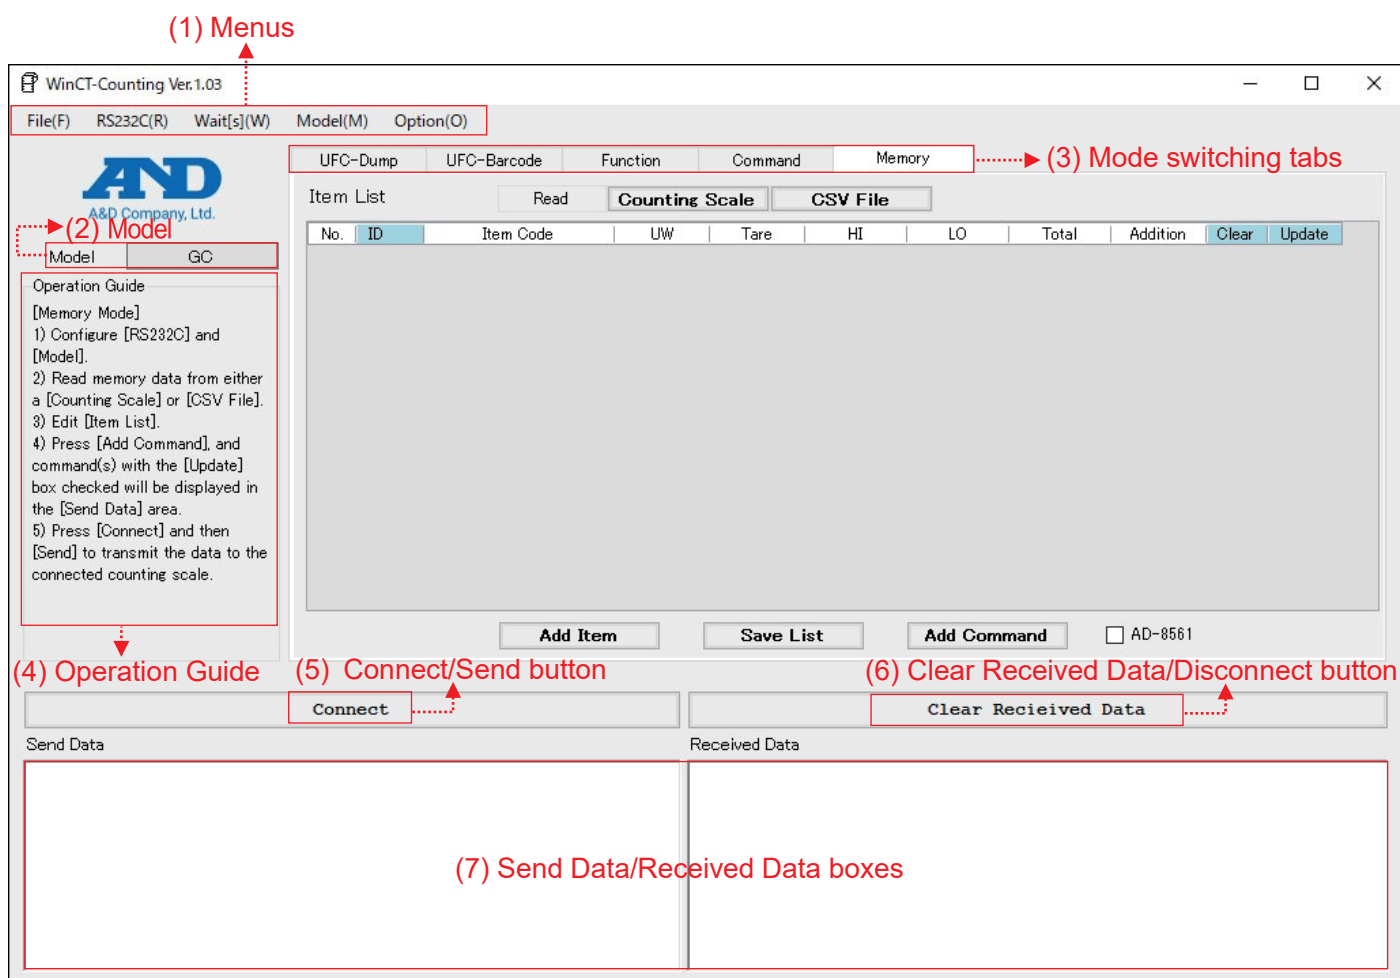 (1) Menus
WinCT-Counting Ver.1.03
File(F) RS232C(R) Wait[s](W) Model(M) Option(O)
AND
A&D Company, Ltd.
(2) Model
Model GC
Operation Guide
[Memory Mode]
1) Configure [RS232C] and
[Model].
2) Read memory data from either
a [Counting Scale] or [CSV File].
3) Edit [Item List].
4) Press [Add Command], and
command(s) with the [Update]
box checked will be displayed in
the [Send Data] area.
5) Press [Connect] and then
[Send] to transmit the data to the
connected counting scale.
(4) Operation Guide
UFC-Dump UFC-Barcode Function Command Memory
(3) Mode switching tabs
Item List Read Counting Scale CSV File
No. ID Item Code UW Tare HI LO Total Addition Clear Update
Add Item Save List Add Command AD-8561
(5) Connect/Send button
(6) Clear Received Data/Disconnect button
Connect Clear Recieived Data
Send Data Received Data
(7) Send Data/Received Data boxes